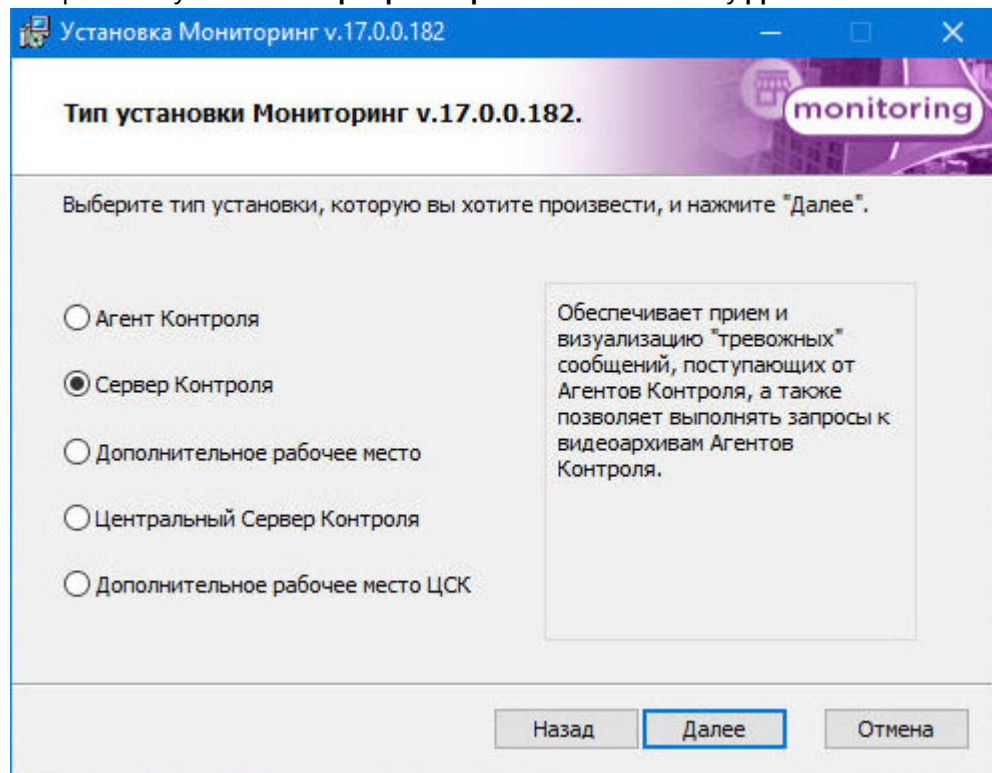 Установка Мониторинг v.17.0.0.182
monitoring
Тип установки Мониторинг v.17.0.0.182.
Выберите тип установки, которую вы хотите произвести, и нажмите "Далее".
Агент Контроля
Сервер Контроля
Дополнительное рабочее место
Центральный Сервер Контроля
Дополнительное рабочее место ЦСК
Обеспечивает прием и
визуализацию "тревожных"
сообщений, поступающих от
Агентов Контроля, а также
позволяет выполнять запросы к
видеоархивам Агентов
Контроля.
Назад
Далее
Отмена